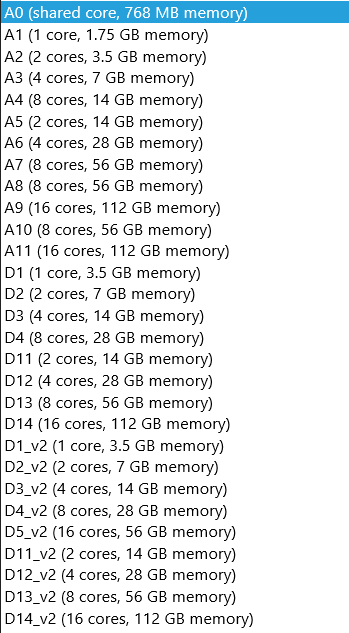 A0 (shared core, 768 MB memory)
A1 (1 core, 1.75 GB memory)
A2 (2 cores, 3.5 GB memory)
A3 (4 cores, 7 GB memory)
A4 (8 cores, 14 GB memory)
A5 (2 cores, 14 GB memory)
A6 (4 cores, 28 GB memory)
A7 (8 cores, 56 GB memory)
A8 (8 cores, 56 GB memory)
A9 (16 cores, 112 GB memory)
A10 (8 cores, 56 GB memory)
A11 (16 cores, 112 GB memory)
D1 (1 core, 3.5 GB memory)
D2 (2 cores, 7 GB memory)
D3 (4 cores, 14 GB memory)
D4 (8 cores, 28 GB memory)
D11 (2 cores, 14 GB memory)
D12 (4 cores, 28 GB memory)
D13 (8 cores, 56 GB memory)
D14 (16 cores, 112 GB memory)
D1_v2 (1 core, 3.5 GB memory)
D2_v2 (2 cores, 7 GB memory)
D3_v2 (4 cores, 14 GB memory)
D4_v2 (8 cores, 28 GB memory)
D5_v2 (16 cores, 56 GB memory)
D11_v2 (2 cores, 14 GB memory)
D12_v2 (4 cores, 28 GB memory)
D13_v2 (8 cores, 56 GB memory)
D14_v2 (16 cores, 112 GB memory)